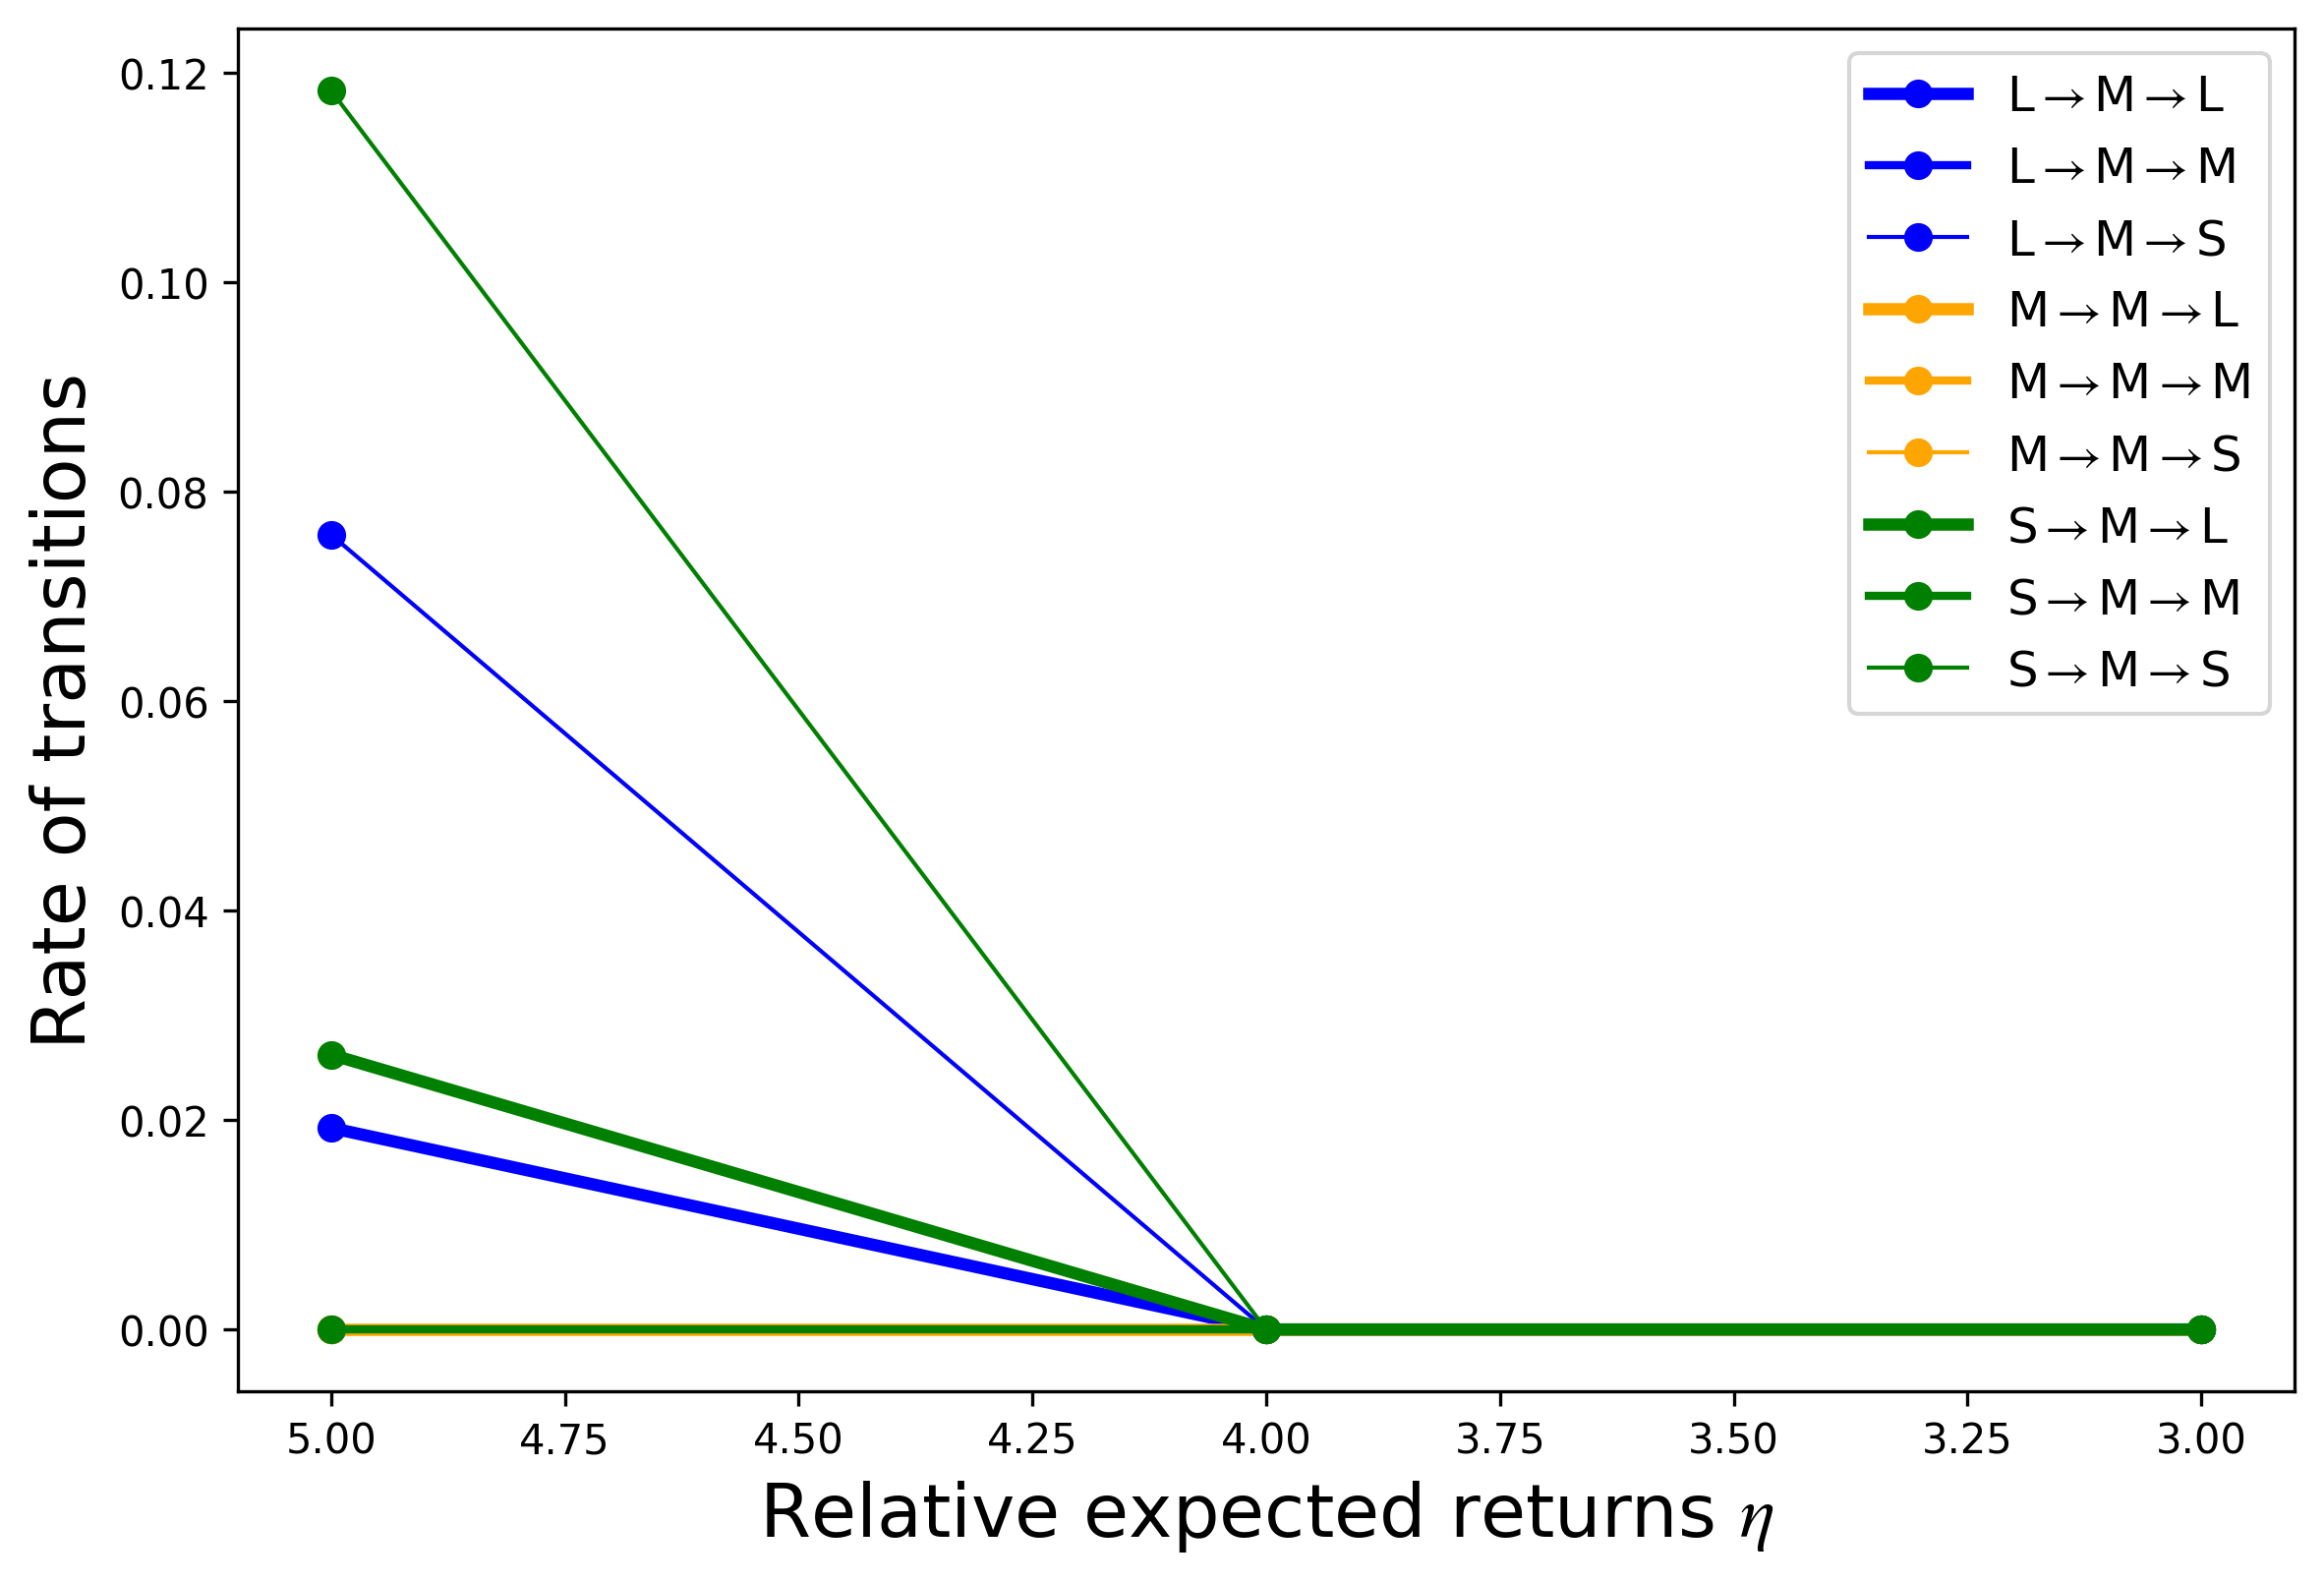 Rate of transitions
0.12
0.10
0.08
0.06
0.04
0.02
0.00
L→M→L
L→M→M
L→M→S
M→M→L
M→M→M
M→M→S
S→M→L
S→M→M
S→M→S
5.00 4.75 4.50 4.25 4.00 3.75 3.50 3.25 3.00
Relative expected returns η